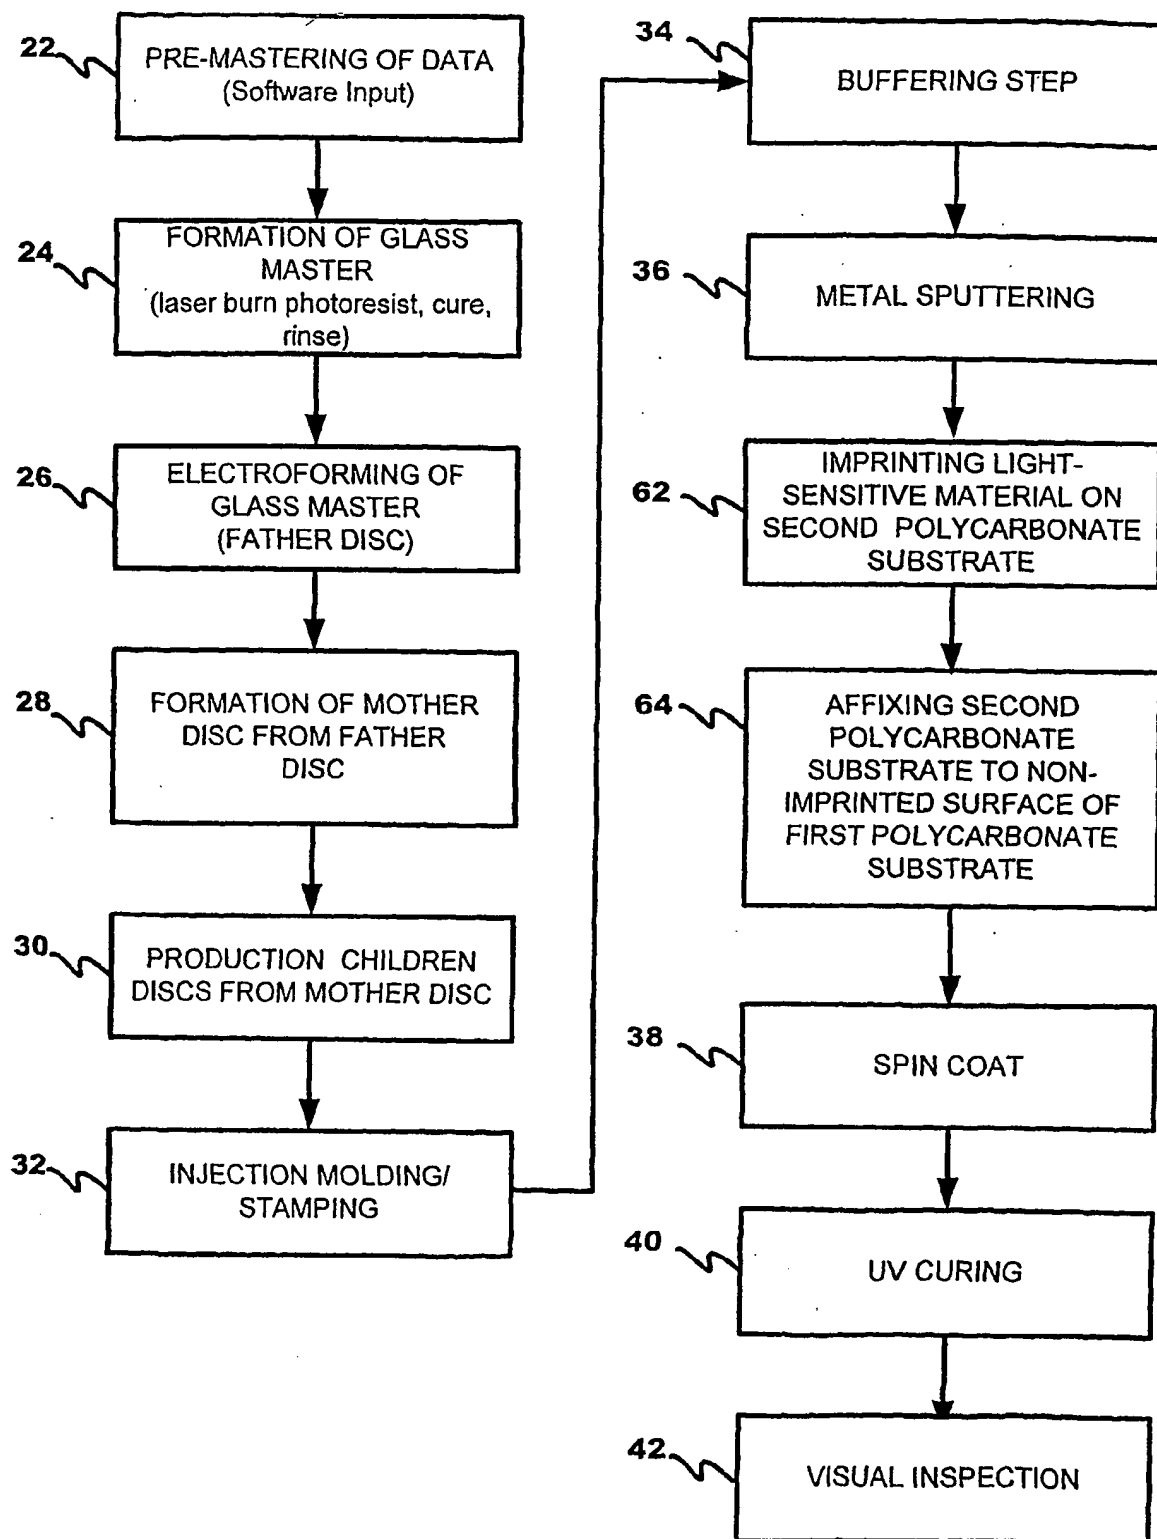 22
PRE-MASTERING OF DATA
(Software Input)
24
FORMATION OF GLASS
MASTER
(laser burn photoresist, cure,
rinse)
26
ELECTROFORMING OF
GLASS MASTER
(FATHER DISC)
28
FORMATION OF MOTHER
DISC FROM FATHER
DISC
30
PRODUCTION CHILDREN
DISCS FROM MOTHER DISC
32
INJECTION MOLDING/
STAMPING
34
BUFFERING STEP
36
METAL SPUTTERING
62
IMPRINTING LIGHT-
SENSITIVE MATERIAL ON
SECOND POLYCARBONATE
SUBSTRATE
64
AFFIXING SECOND
POLYCARBONATE
SUBSTRATE TO NON-
IMPRINTED SURFACE OF
FIRST POLYCARBONATE
SUBSTRATE
38
SPIN COAT
40
UV CURING
42
VISUAL INSPECTION